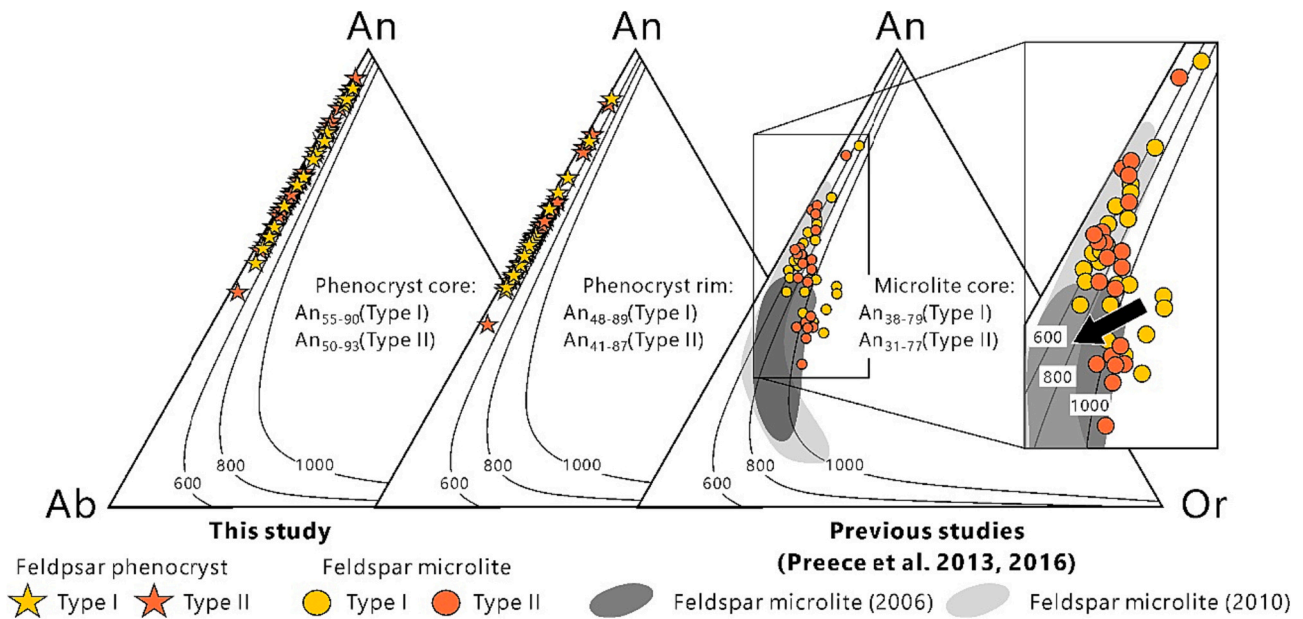 An An An
Phenocryst core:
An55-90(Type I)
An50-93(Type II)
Phenocryst rim:
An48-89(Type I)
An41-87(Type II)
Microlite core:
An38-79(Type I)
An31-77(Type II)
600
800
1000
600 800 1000
600 800 1000
600 800 1000
Ab
Or
This study
Previous studies
(Preece et al. 2013, 2016)
Feldpsar phenocryst
Type I Type II
Feldspar microlite
Type I Type II
Feldspar microlite (2006)
Feldspar microlite (2010)